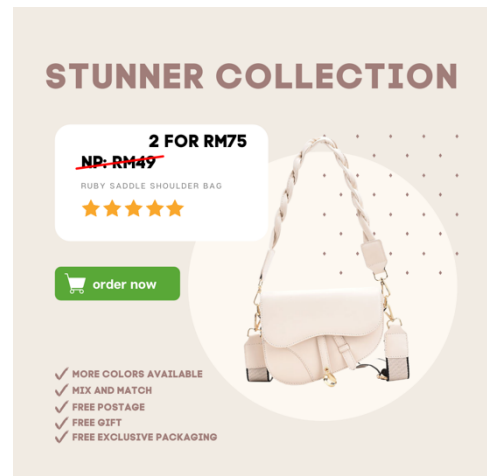 STUNNER COLLECTION
2 FOR RM75
NP: RM49
RUBY SADDLE SHOULDER BAG
order now
MORE COLORS AVAILABLE
MIX AND MATCH
FREE POSTAGE
FREE GIFT
FREE EXCLUSIVE PACKAGING